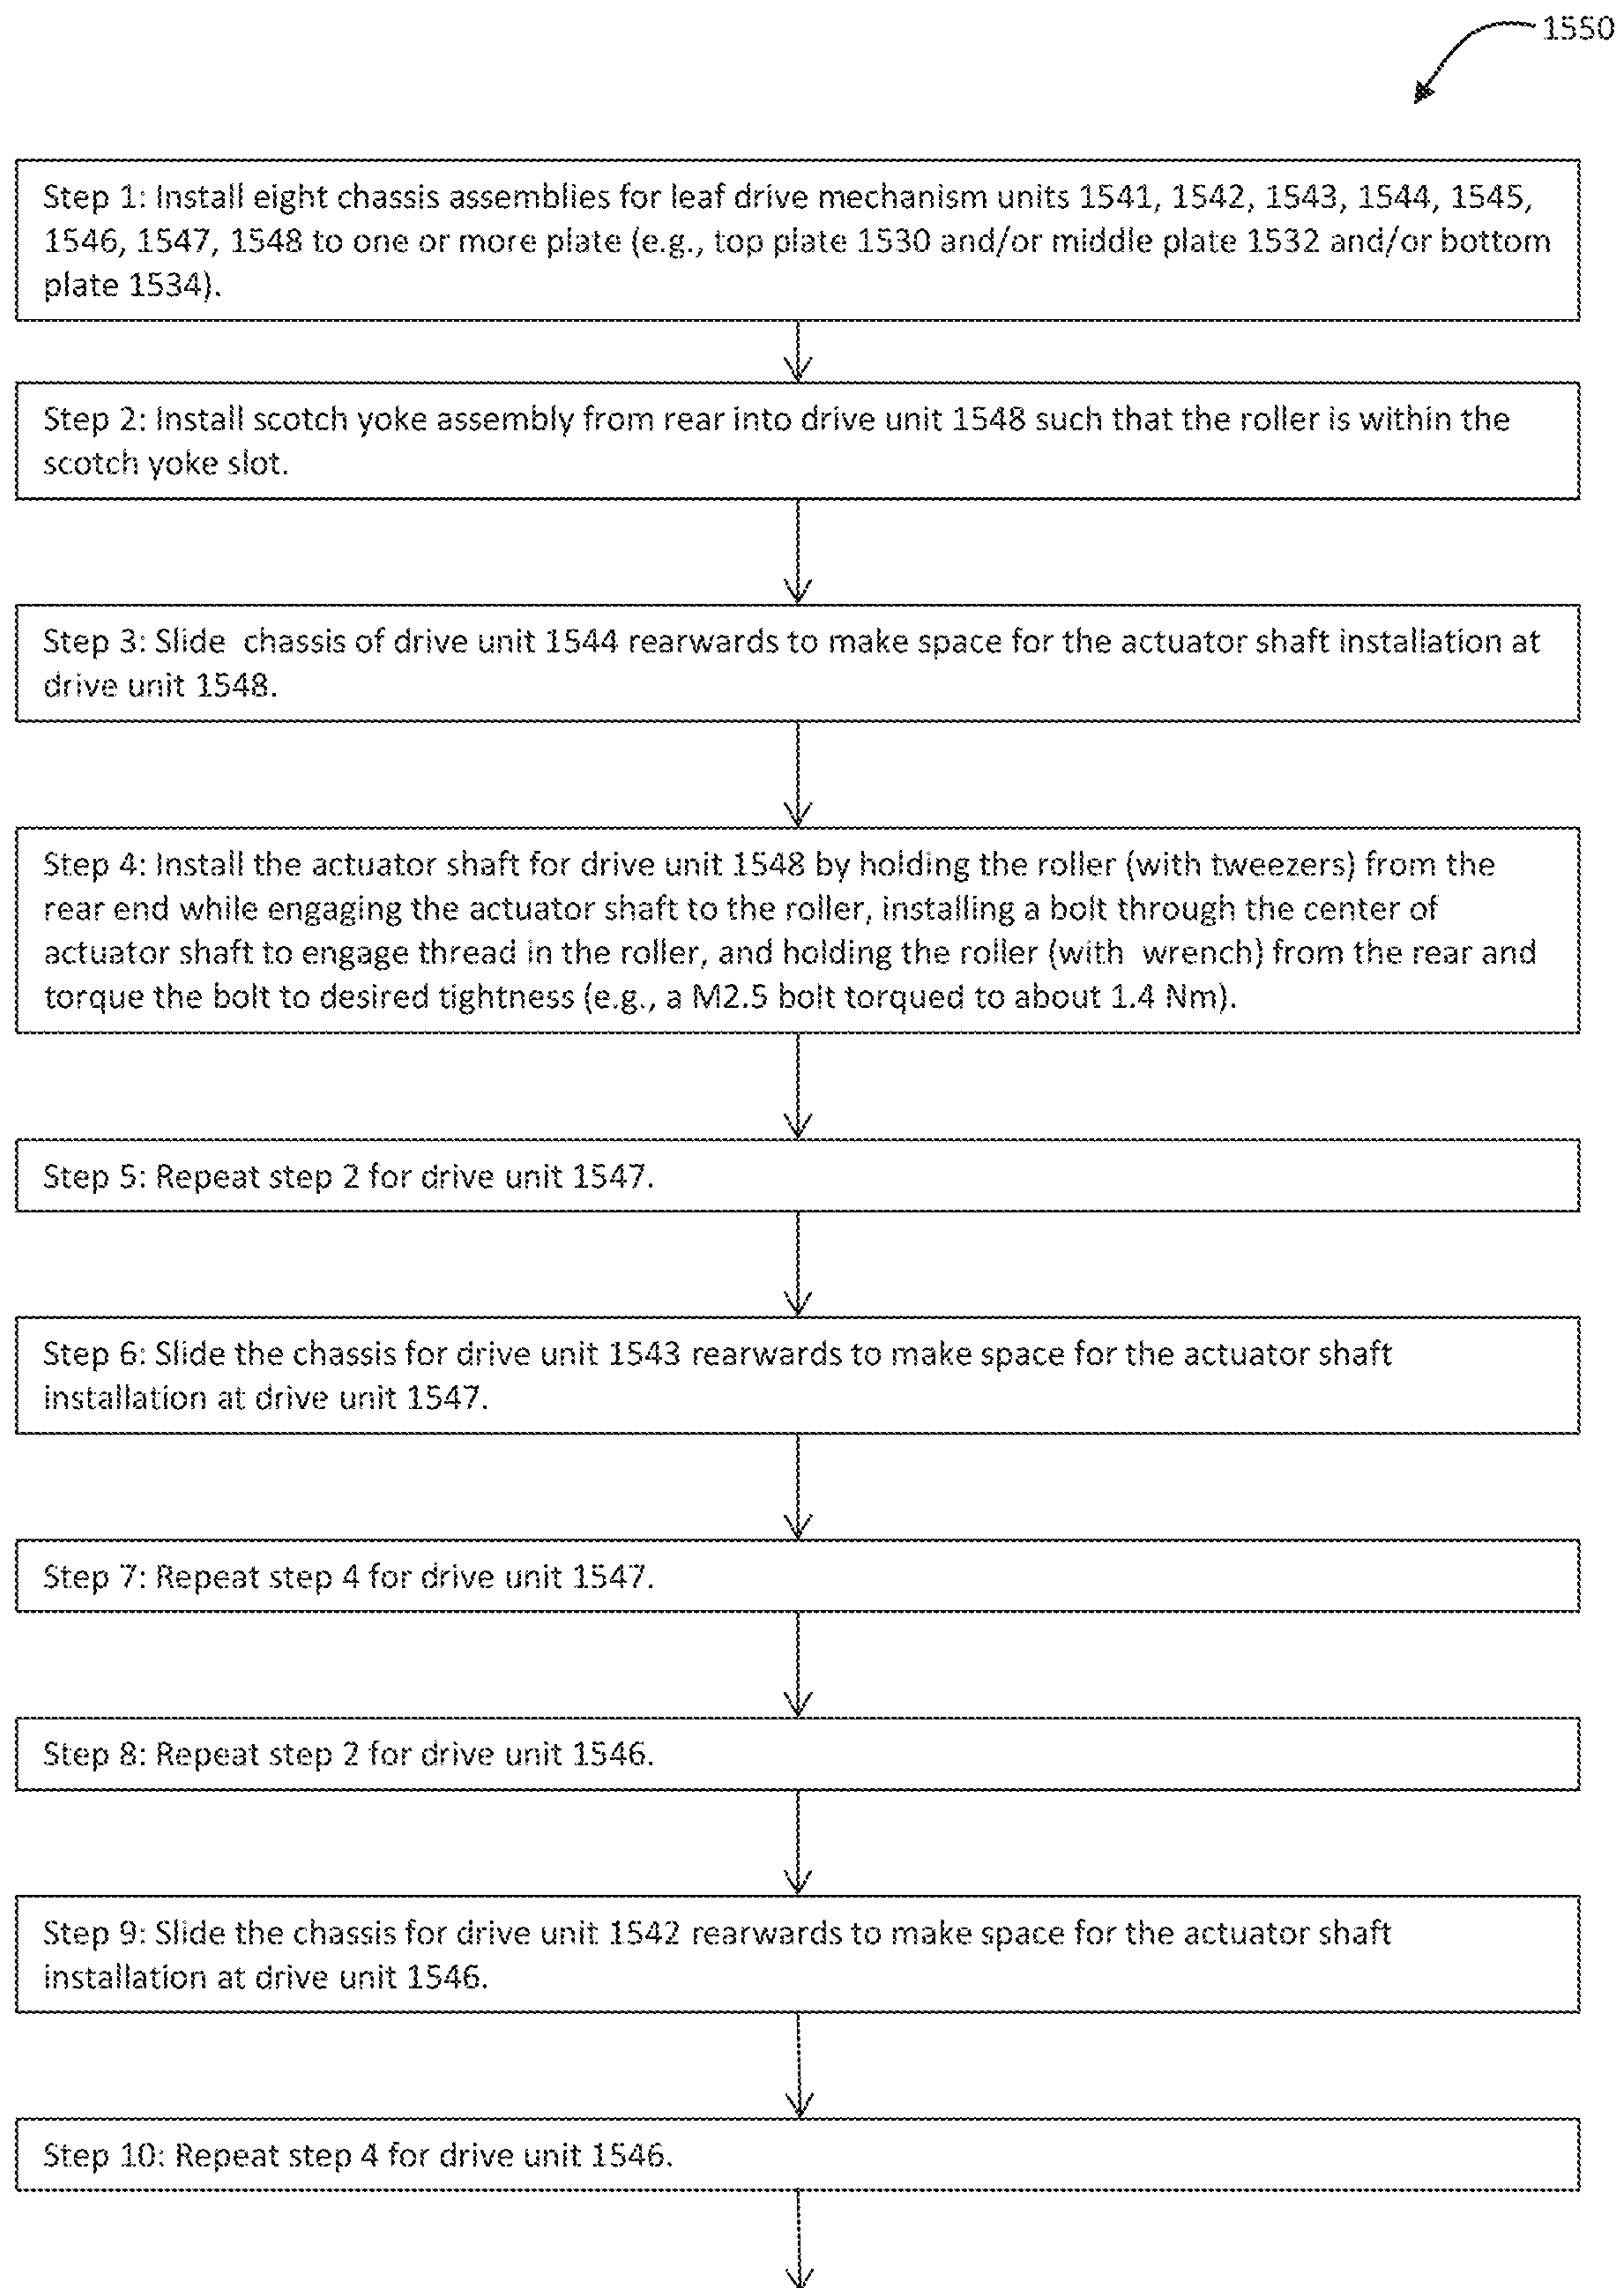 1550
Step 1: Install eight chassis assemblies for leaf drive mechanism units 1541, 1542, 1543, 1544, 1545,
1546, 1547, 1548 to one or more plate (e.g., top plate 1530 and/or middle plate 1532 and/or bottom
plate 1534).
Step 2: Install scotch yoke assembly from rear into drive unit 1548 such that the roller is within the
scotch yoke slot.
Step 3: Slide chassis of drive unit 1544 rearwards to make space for the actuator shaft installation at
drive unit 1548.
Step 4: Install the actuator shaft for drive unit 1548 by holding the roller (with tweezers) from the
rear end while engaging the actuator shaft to the roller, installing a bolt through the center of
actuator shaft to engage thread in the roller, and holding the roller (with wrench) from the rear and
torque the bolt to desired tightness (e.g., a M2.5 bolt torqued to about 1.4 Nm).
Step 5: Repeat step 2 for drive unit 1547.
Step 6: Slide the chassis for drive unit 1543 rearwards to make space for the actuator shaft
installation at drive unit 1547.
Step 7: Repeat step 4 for drive unit 1547.
Step 8: Repeat step 2 for drive unit 1546.
Step 9: Slide the chassis for drive unit 1542 rearwards to make space for the actuator shaft
installation at drive unit 1546.
Step 10: Repeat step 4 for drive unit 1546.